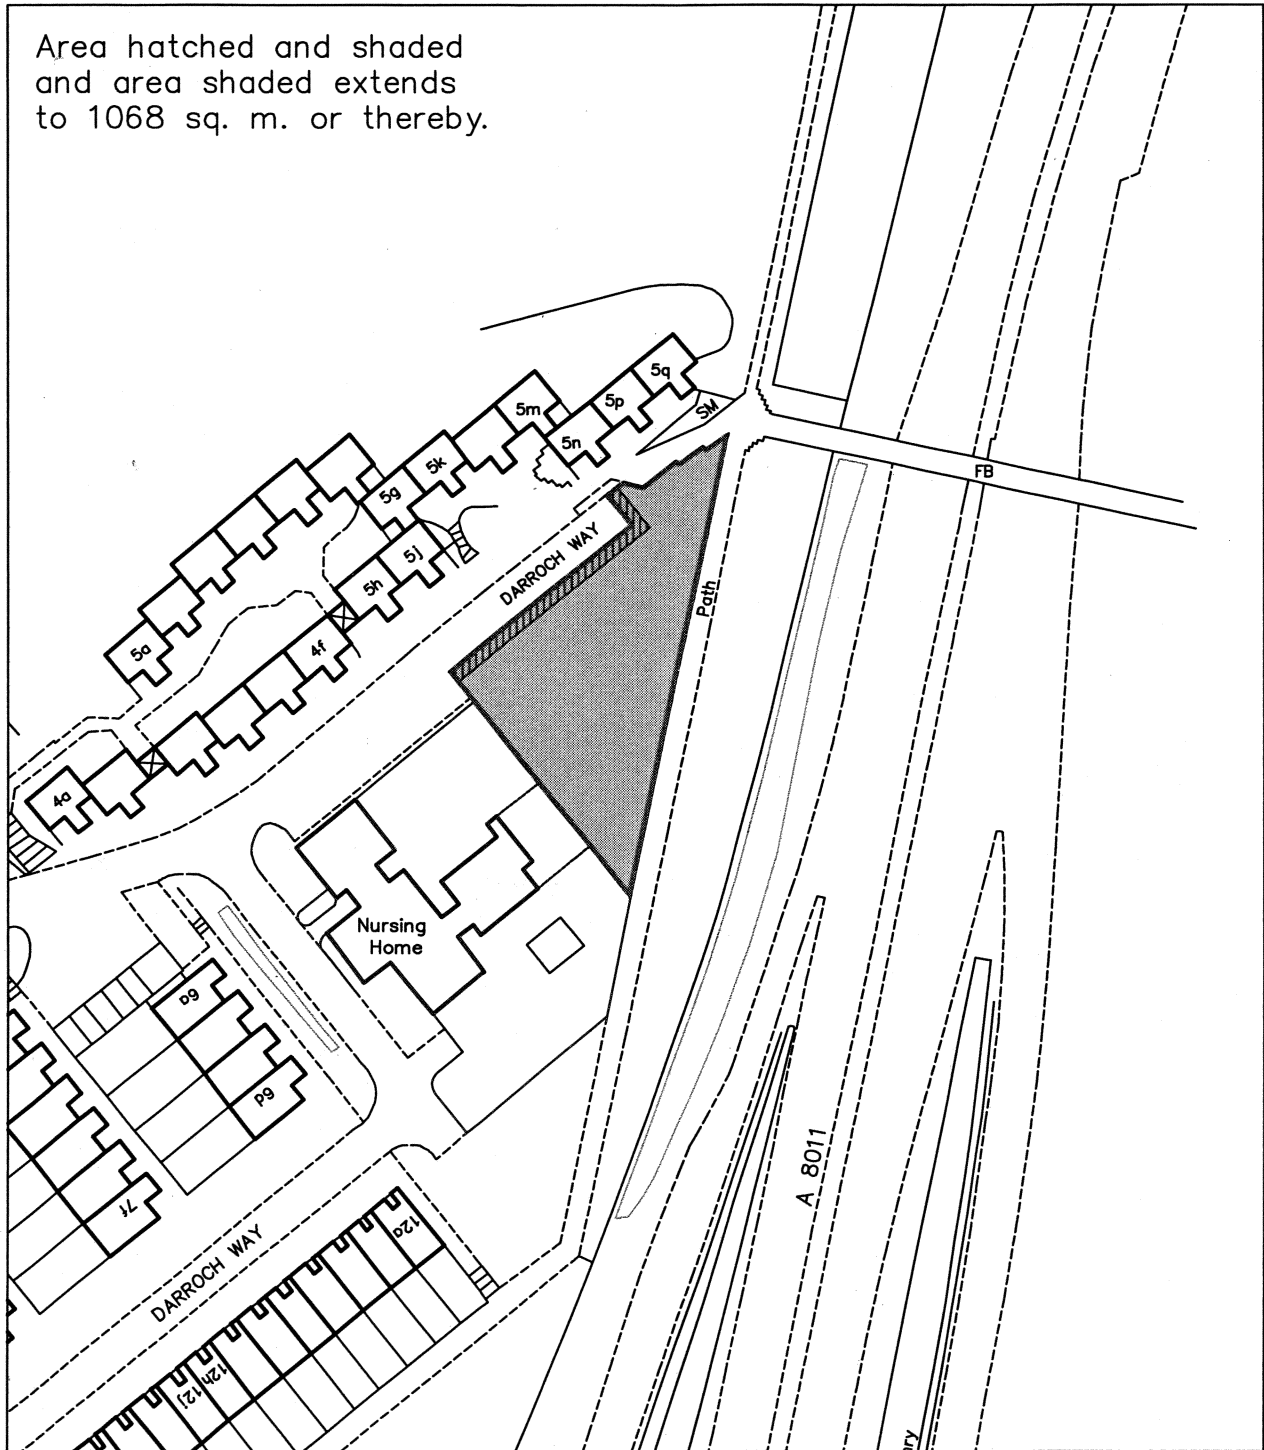 Area hatched and shaded
and area shaded extends
to 1068 sq. m. or thereby.
5q
5p
5m
SM
5n
5k
FB
5g
5j
DARROCH WAY
5h
Path
4f
5a
4a
Nursing
Home
6a
6d
A 8011
7f
12a
DARROCH WAY
12h
12j